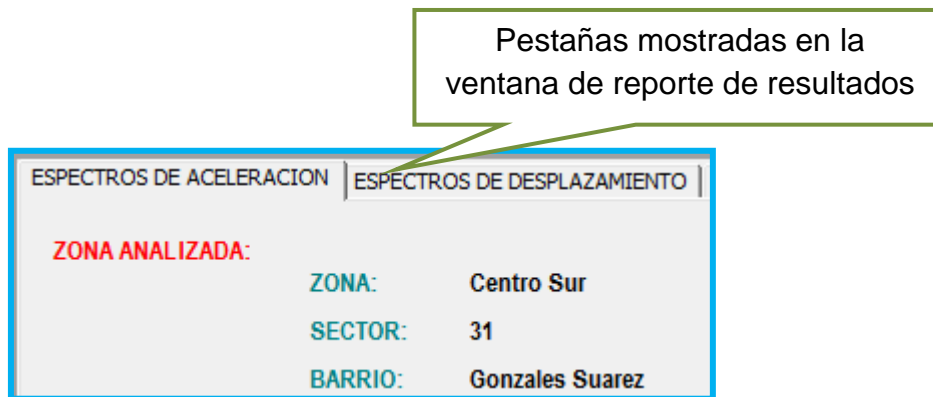 Pestañas mostradas en la
ventana de reporte de resultados
ESPECTROS DE ACELERACION ESPECTROS DE DESPLAZAMIENTO
ZONA ANALIZADA:
ZONA: Centro Sur
SECTOR: 31
BARRIO: Gonzales Suarez